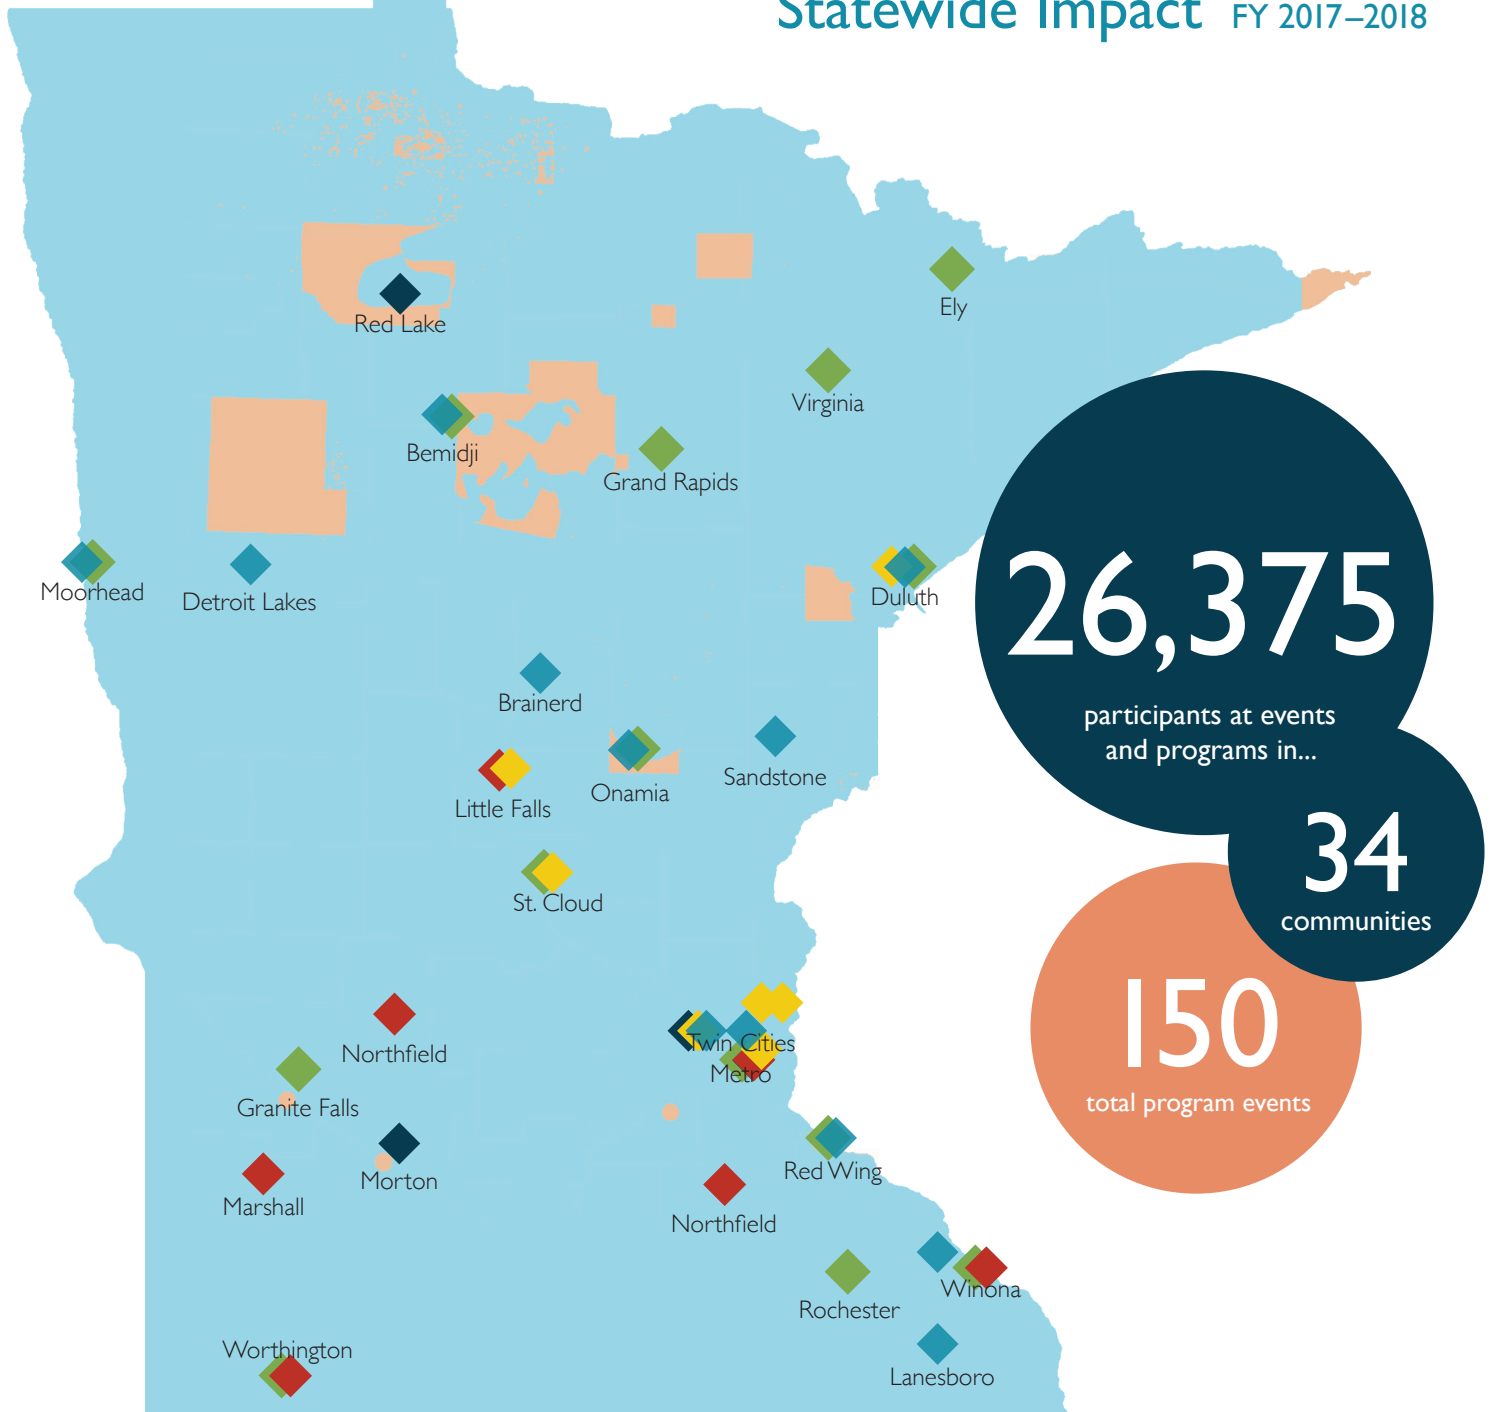 Statewide Impact FY 2017–2018
Ely
Red Lake
Virginia
Bemidji
Grand Rapids
Moorhead
Detroit Lakes
Duluth
26,375
participants at events
and programs in...
Brainerd
Sandstone
Onamia
Little Falls
34
communities
St. Cloud
150
total program events
Twin Cities
Metro
Northfield
Granite Falls
Red Wing
Morton
Marshall
Northfield
Winona
Rochester
Worthington
Lanesboro